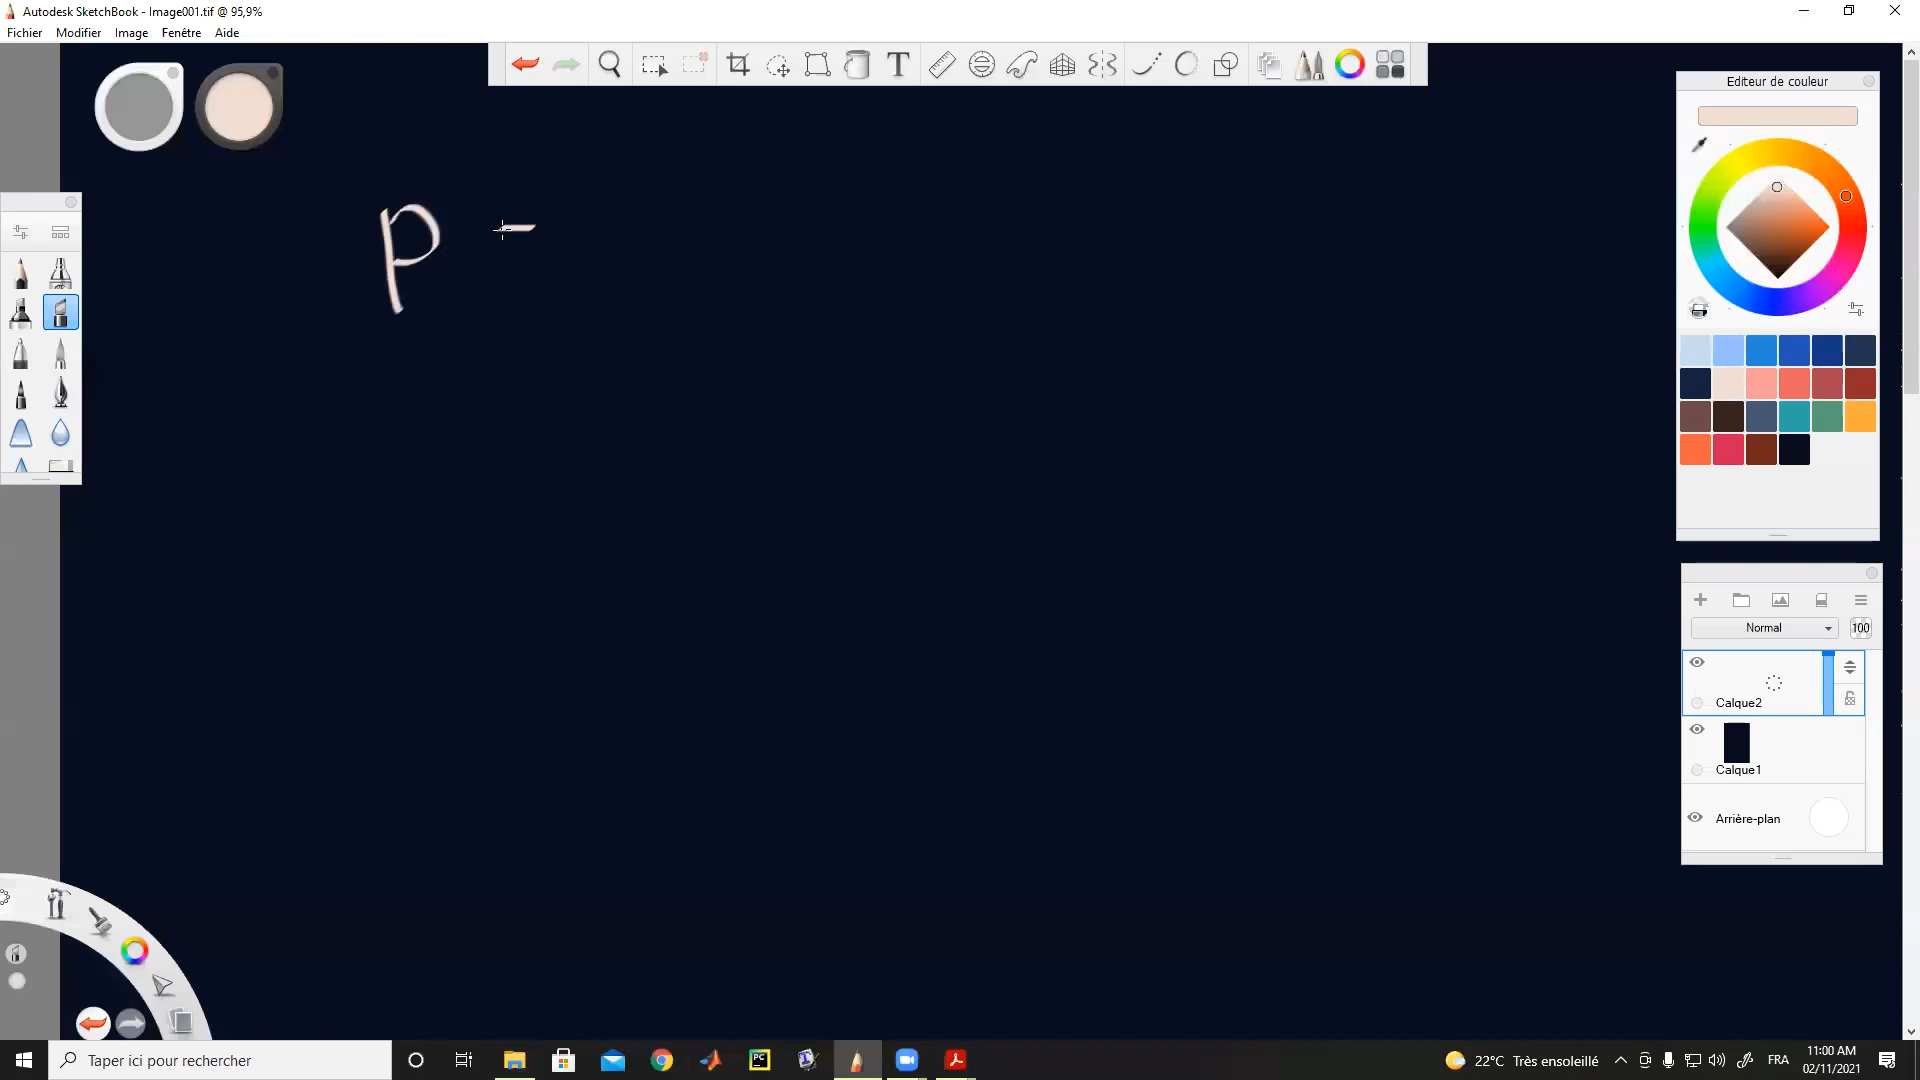 Autodesk SketchBook - Image001.tif @ 95,9%
Fichier Modifier Image Fenêtre Aide
T
Editeur de couleur
P -
Normal 100
Calque2
Calque1
Arrière-plan
Taper ici pour rechercher
PC
22°C Très ensoleillé
FRA
11:00 AM
02/11/2021